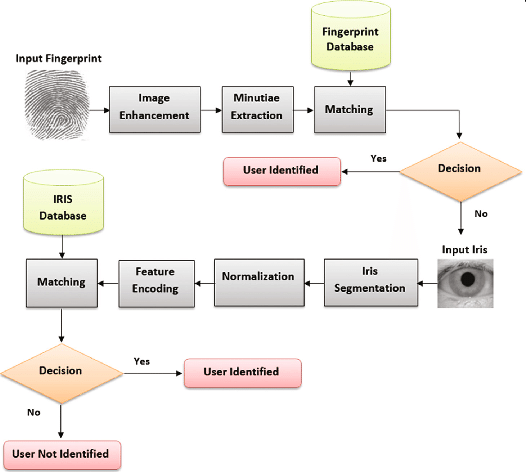 Fingerprint
Database
Input Fingerprint
Image
Enhancement
Minutiae
Extraction
Matching
Yes
User Identified
Decision
No
IRIS
Database
Input Iris
Matching
Feature
Encoding
Normalization
Iris
Segmentation
Decision
Yes
User Identified
No
User Not Identified